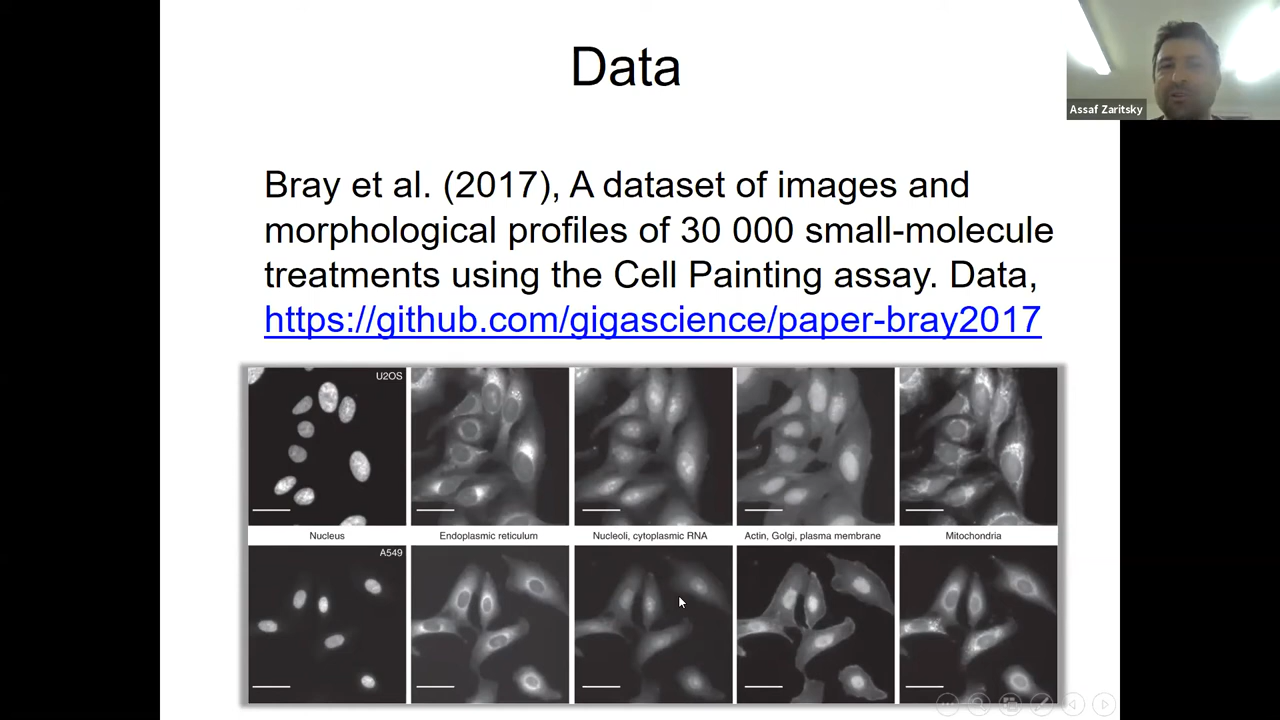 Data
Assaf Zaritsky
Bray et al. (2017), A dataset of images and
morphological profiles of 30 000 small-molecule
treatments using the Cell Painting assay. Data,
https://github.com/gigascience/paper-bray2017
U2OS
Nucleus
Endoplasmic reticulum
Nucleoli, cytoplasmic RNA
Actin, Golgi, plasma membrane
Mitochondria
A549